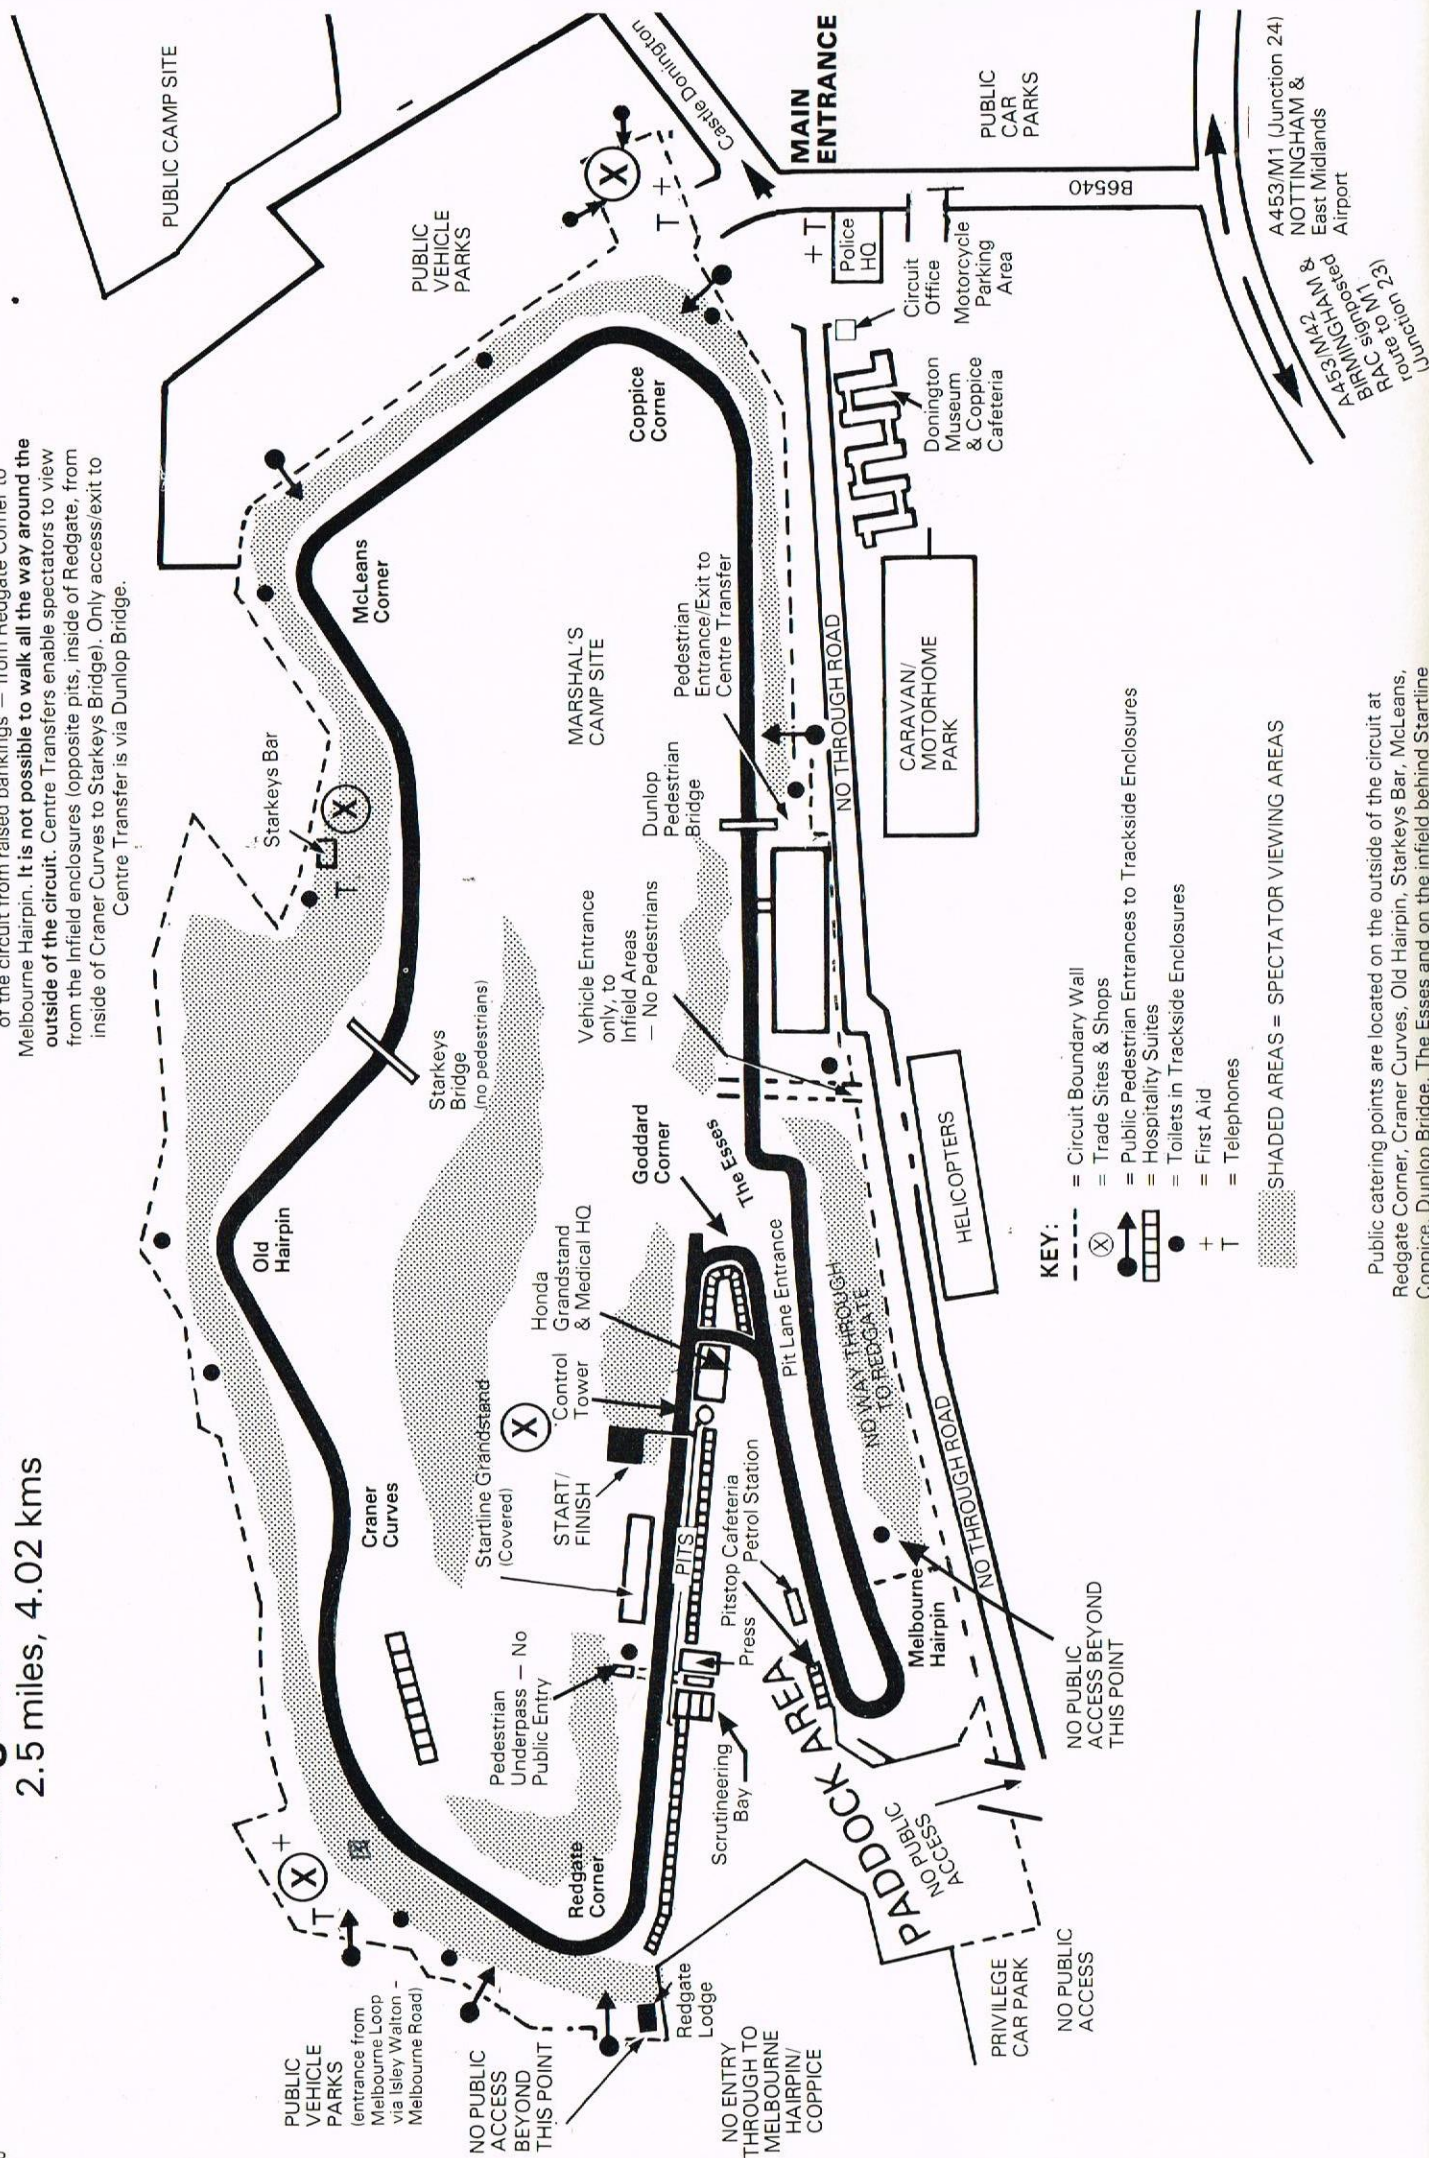 2.5 miles, 4.02 kms
of the circuit from raised bankings — from Redgate Corner to
Melbourne Hairpin. It is not possible to walk all the way around the
outside of the circuit. Centre Transfers enable spectators to view
from the Infield enclosures (opposite pits, inside of Redgate, from
inside of Craner Curves to Starkeys Bridge). Only access/exit to
Centre Transfer is via Dunlop Bridge.
PUBLIC CAMP SITE
PUBLIC
VEHICLE
PARKS
X
T +
Castle Donington
MAIN
ENTRANCE
PUBLIC
CAR
PARKS
B6540
A453/M1 (Junction 24)
NOTTINGHAM &
East Midlands
Airport
A453/M42
BIRMINGHAM &
RAC signposted
route to M1
(Junction 23)
+ T
Police
HQ
Circuit
Office
Motorcycle
Parking
Area
Donington
Museum
& Coppice
Cafeteria
Coppice
Corner
McLeans
Corner
Starkeys Bar
X
T
MARSHAL'S
CAMP SITE
Pedestrian
Entrance/Exit to
Centre Transfer
Dunlop
Pedestrian
Bridge
NO THROUGH ROAD
CARAVAN/
MOTORHOME
PARK
Vehicle Entrance
only, to
Infield Areas
— No Pedestrians
Starkeys
Bridge
(no pedestrians)
Old
Hairpin
Goddard
Corner
The Esses
HELICOPTERS
Honda
Grandstand
& Medical HQ
Control
Tower
X
Startline Grandstand
(Covered)
START/
FINISH
PITS
Pit Lane Entrance
NO WAY THROUGH
TO REDGATE
NO THROUGH ROAD
Craner
Curves
Pitstop Cafeteria
Petrol Station
Press
Melbourne
Hairpin
NO THROUGH ROAD
NO PUBLIC
ACCESS BEYOND
THIS POINT
Pedestrian
Underpass — No
Public Entry
Scrutineering
Bay
PADDOCK AREA
NO PUBLIC
ACCESS
Redgate
Corner
X
+
T
PUBLIC
VEHICLE
PARKS
(entrance from
Melbourne Loop
via Isley Walton -
Melbourne Road)
NO PUBLIC
ACCESS
BEYOND
THIS POINT
Redgate
Lodge
NO ENTRY
THROUGH TO
MELBOURNE
HAIRPIN/
COPPICE
PRIVILEGE
CAR PARK
NO PUBLIC
ACCESS
KEY:
= Circuit Boundary Wall
X = Trade Sites & Shops
= Public Pedestrian Entrances to Trackside Enclosures
= Hospitality Suites
= Toilets in Trackside Enclosures
+ = First Aid
T = Telephones
SHADED AREAS = SPECTATOR VIEWING AREAS
Public catering points are located on the outside of the circuit at
Redgate Corner, Craner Curves, Old Hairpin, Starkeys Bar, McLeans,
Coppice, Dunlop Bridge, The Esses and on the infield behind Startline